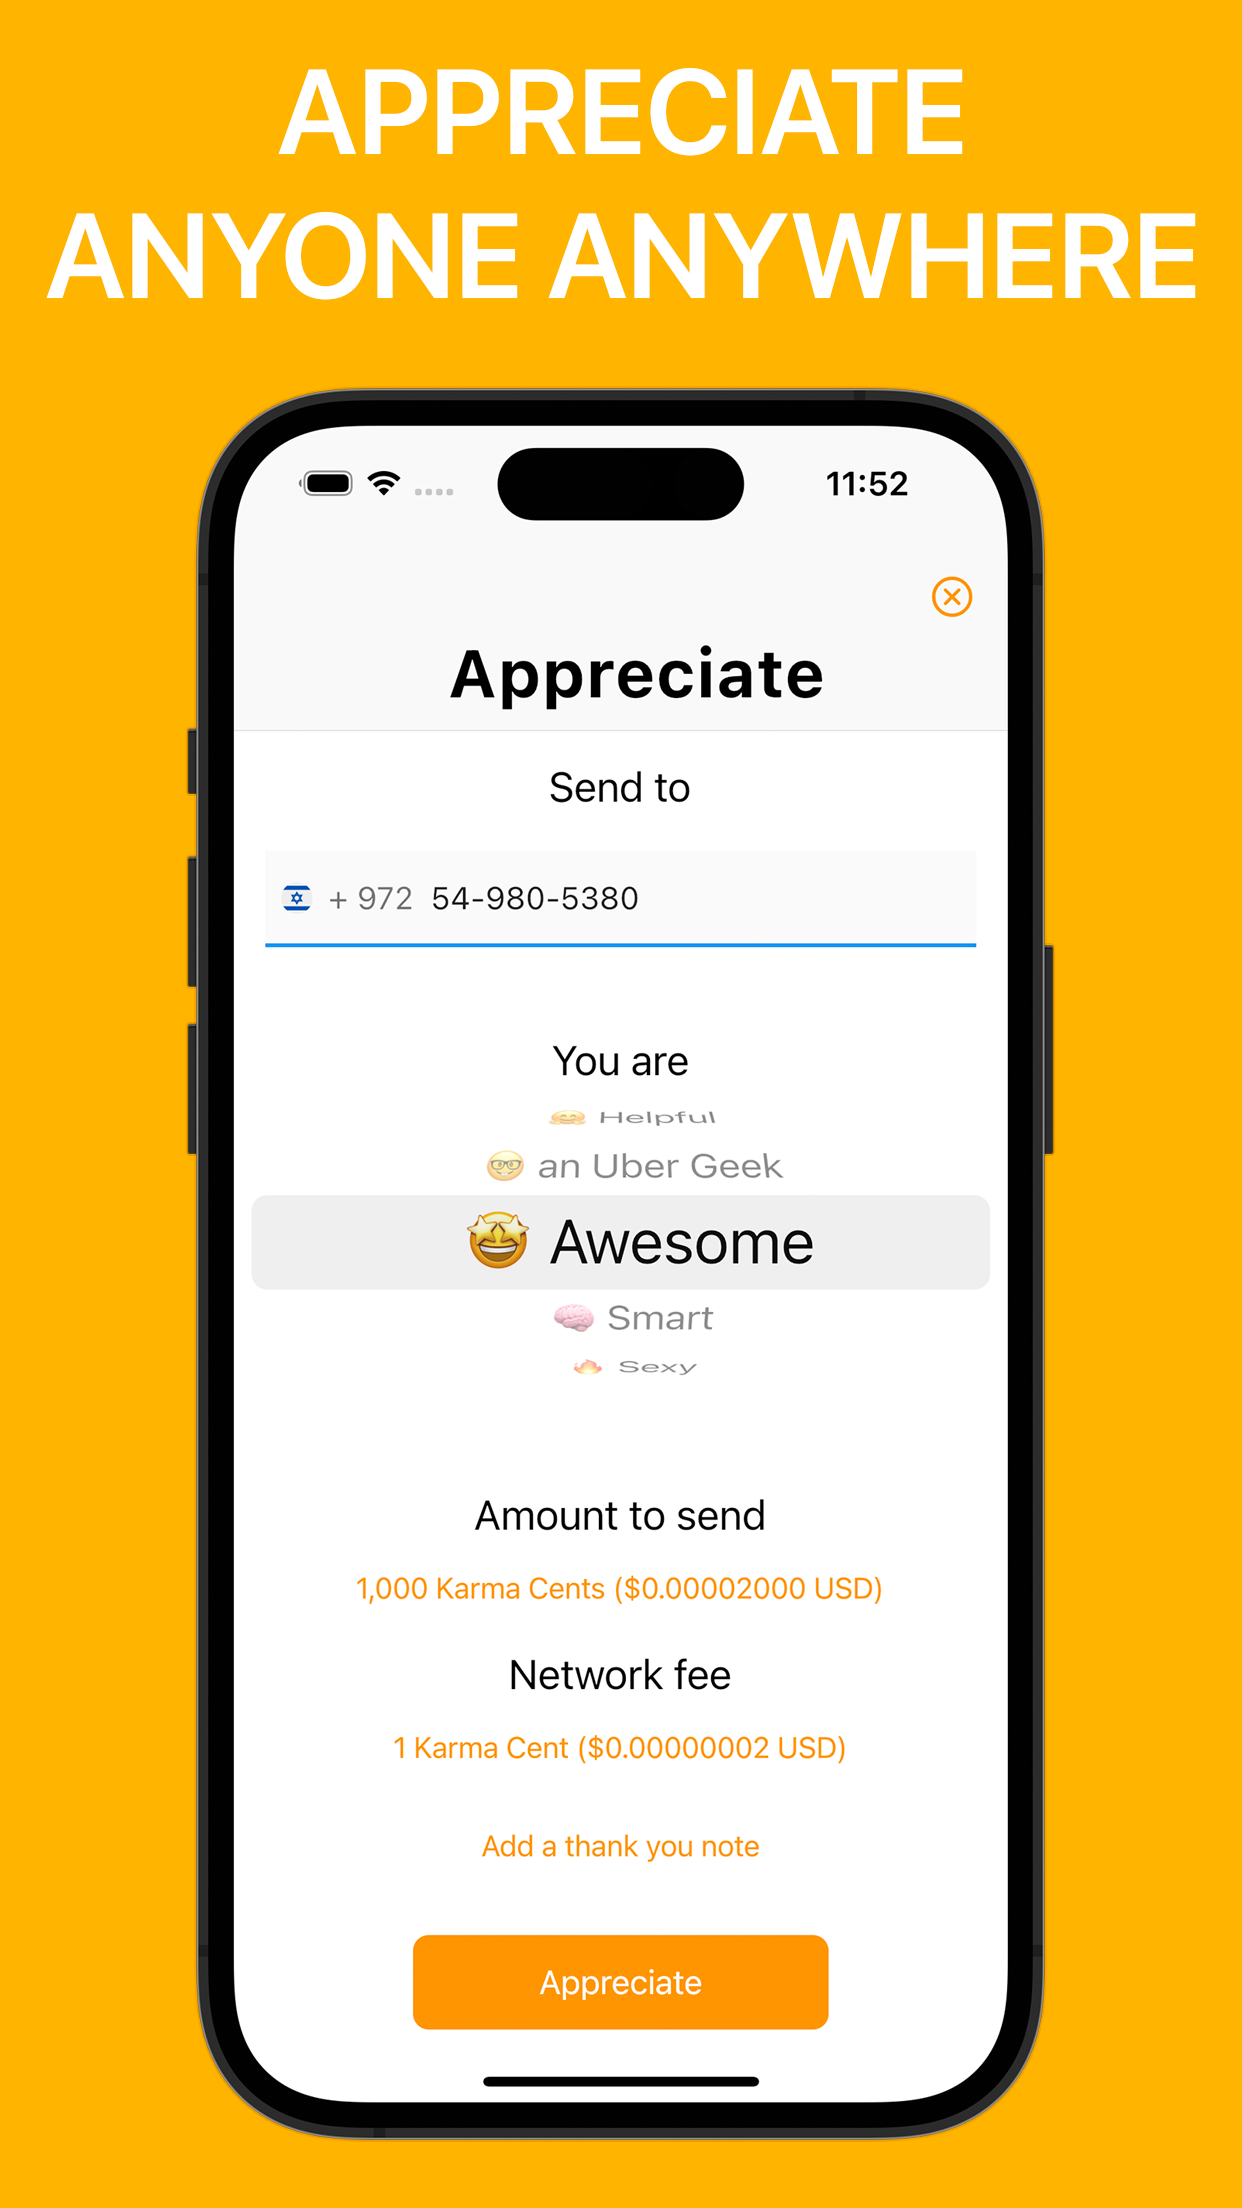 APPRECIATE
ANYONE ANYWHERE
11:52
Appreciate
Send to
+ 972 54-980-5380
You are
🤗 Helpful
🤓 an Uber Geek
🤩 Awesome
🧠 Smart
🔥 Sexy
Amount to send
1,000 Karma Cents ($0.00002000 USD)
Network fee
1 Karma Cent ($0.00000002 USD)
Add a thank you note
Appreciate